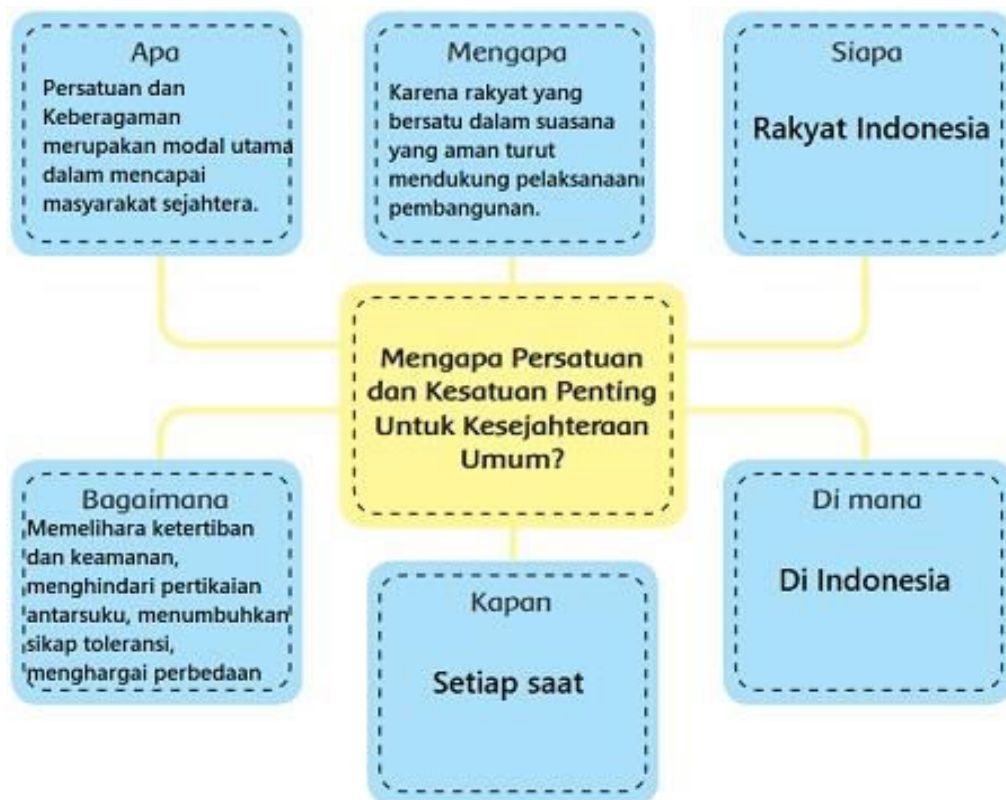 Apa
Persatuan dan
Keberagaman
merupakan modal utama
dalam mencapai
masyarakat sejahtera.
Mengapa
Karena rakyat yang
bersatu dalam suasana
yang aman turut
mendukung pelaksanaan
pembangunan.
Siapa
Rakyat Indonesia
Mengapa Persatuan
dan Kesatuan Penting
Untuk Kesejahteraan
Umum?
Bagaimana
Memelihara ketertiban
dan keamanan,
menghindari pertikaian
antarsuku, menumbuhkan
sikap toleransi,
menghargai perbedaan
Kapan
Setiap saat
Di mana
Di Indonesia